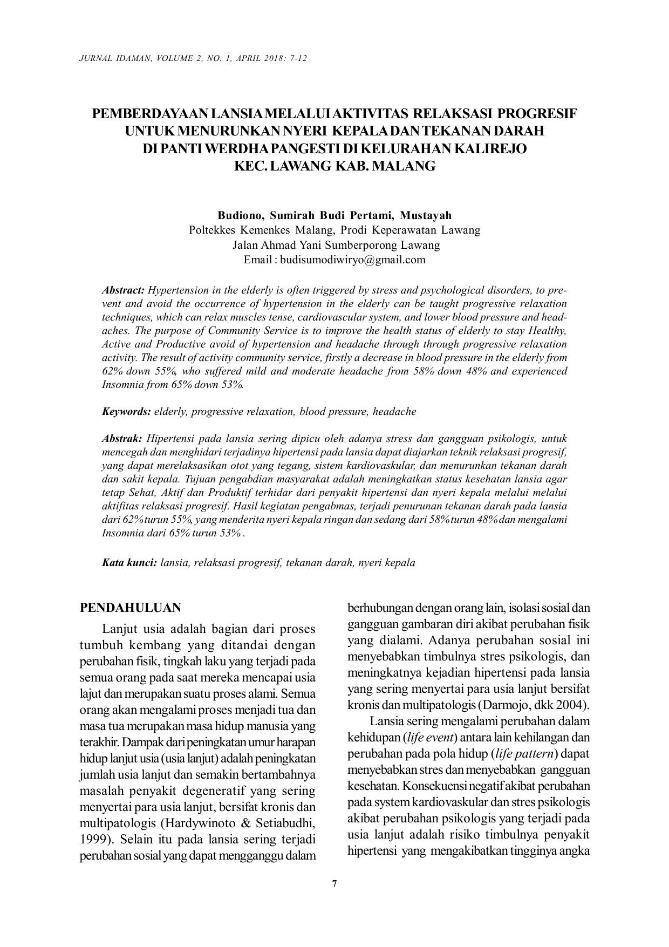 JURNAL IDAMAN, VOLUME 2, NO. 1, APRIL 2018: 7-12
PEMBERDAYAAN LANSIA MELALUI AKTIVITAS RELAKSASI PROGRESIF
UNTUK MENURUNKAN NYERI KEPALA DAN TEKANAN DARAH
DI PANTI WERDHA PANGESTI DI KELURAHAN KALIREJO
KEC. LAWANG KAB. MALANG
Budiono, Sumirah Budi Pertami, Mustayah
Poltekkes Kemenkes Malang, Prodi Keperawatan Lawang
Jalan Ahmad Yani Sumberporong Lawang
Email : budisumodiwiryo@gmail.com
Abstract: Hypertension in the elderly is often triggered by stress and psychological disorders, to pre-
vent and avoid the occurrence of hypertension in the elderly can be taught progressive relaxation
techniques, which can relax muscles tense, cardiovascular system, and lower blood pressure and head-
aches. The purpose of Community Service is to improve the health status of elderly to stay Healthy,
Active and Productive avoid of hypertension and headache through through progressive relaxation
activity. The result of activity community service, firstly a decrease in blood pressure in the elderly from
62% down 55%, who suffered mild and moderate headache from 58% down 48% and experienced
Insomnia from 65% down 53%.
Keywords: elderly, progressive relaxation, blood pressure, headache
Abstrak: Hipertensi pada lansia sering dipicu oleh adanya stress dan gangguan psikologis, untuk
mencegah dan menghidari terjadinya hipertensi pada lansia dapat diajarkan teknik relaksasi progresif,
yang dapat merelaksasikan otot yang tegang, sistem kardiovaskular, dan menurunkan tekanan darah
dan sakit kepala. Tujuan pengabdian masyarakat adalah meningkatkan status kesehatan lansia agar
tetap Sehat, Aktif dan Produktif terhidar dari penyakit hipertensi dan nyeri kepala melalui melalui
aktifitas relaksasi progresif. Hasil kegiatan pengabmas, terjadi penurunan tekanan darah pada lansia
dari 62% turun 55%, yang menderita nyeri kepala ringan dan sedang dari 58% turun 48% dan mengalami
Insomnia dari 65% turun 53% .
Kata kunci: lansia, relaksasi progresif, tekanan darah, nyeri kepala
PENDAHULUAN
Lanjut usia adalah bagian dari proses
tumbuh kembang yang ditandai dengan
perubahan fisik, tingkah laku yang terjadi pada
semua orang pada saat mereka mencapai usia
lajut dan merupakan suatu proses alami. Semua
orang akan mengalami proses menjadi tua dan
masa tua merupakan masa hidup manusia yang
terakhir. Dampak dari peningkatan umur harapan
hidup lanjut usia (usia lanjut) adalah peningkatan
jumlah usia lanjut dan semakin bertambahnya
masalah penyakit degeneratif yang sering
menyertai para usia lanjut, bersifat kronis dan
multipatologis (Hardywinoto & Setiabudhi,
1999). Selain itu pada lansia sering terjadi
perubahan sosial yang dapat mengganggu dalam
berhubungan dengan orang lain, isolasi sosial dan
gangguan gambaran diri akibat perubahan fisik
yang dialami. Adanya perubahan sosial ini
menyebabkan timbulnya stres psikologis, dan
meningkatnya kejadian hipertensi pada lansia
yang sering menyertai para usia lanjut bersifat
kronis dan multipatologis (Darmojo, dkk 2004).
Lansia sering mengalami perubahan dalam
kehidupan (life event) antara lain kehilangan dan
perubahan pada pola hidup (life pattern) dapat
menyebabkan stres dan menyebabkan gangguan
kesehatan. Konsekuensi negatif akibat perubahan
pada system kardiovaskular dan stres psikologis
akibat perubahan psikologis yang terjadi pada
usia lanjut adalah risiko timbulnya penyakit
hipertensi yang mengakibatkan tingginya angka
7